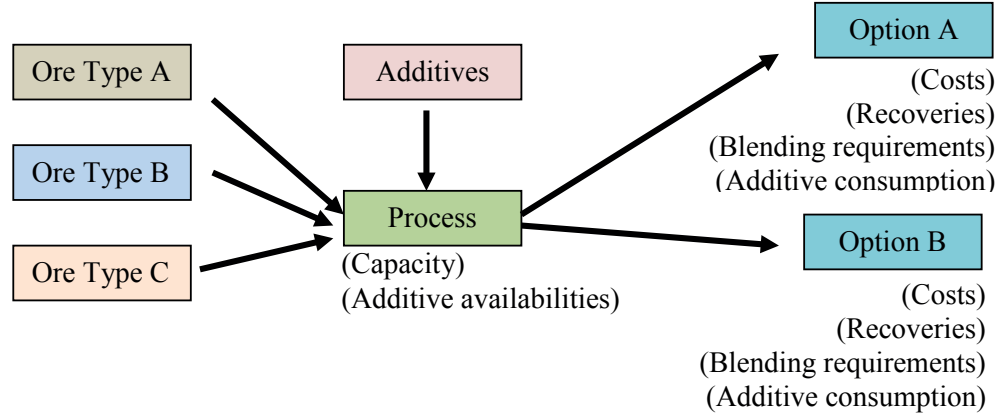 Ore Type A
Ore Type B
Ore Type C
Additives
Process
(Capacity)
(Additive availabilities)
Option A
(Costs)
(Recoveries)
(Blending requirements)
(Additive consumption)
Option B
(Costs)
(Recoveries)
(Blending requirements)
(Additive consumption)